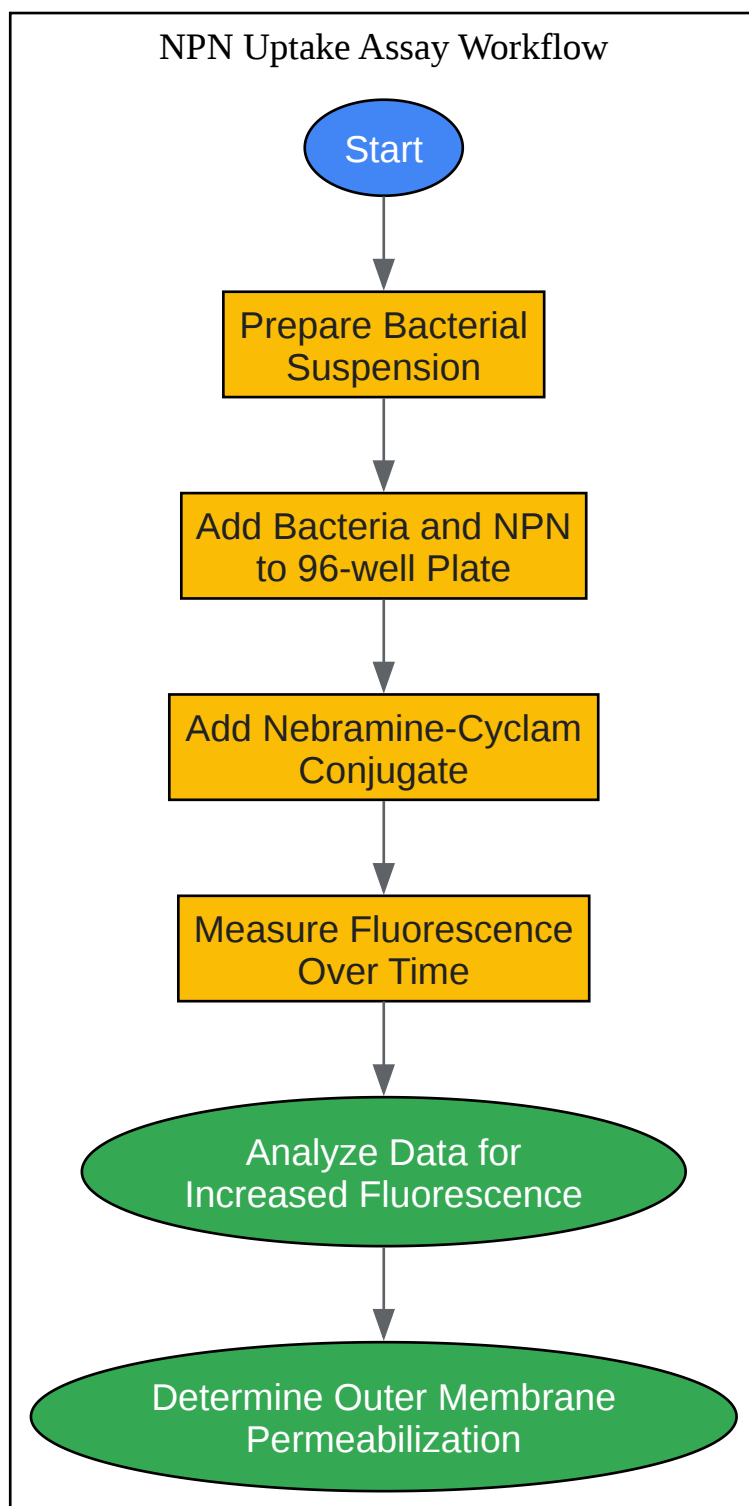 NPN Uptake Assay Workflow
Start
Prepare Bacterial
Suspension
Add Bacteria and NPN
to 96-well Plate
Add Nebramine-Cyclam
Conjugate
Measure Fluorescence
Over Time
Analyze Data for
Increased Fluorescence
Determine Outer Membrane
Permeabilization